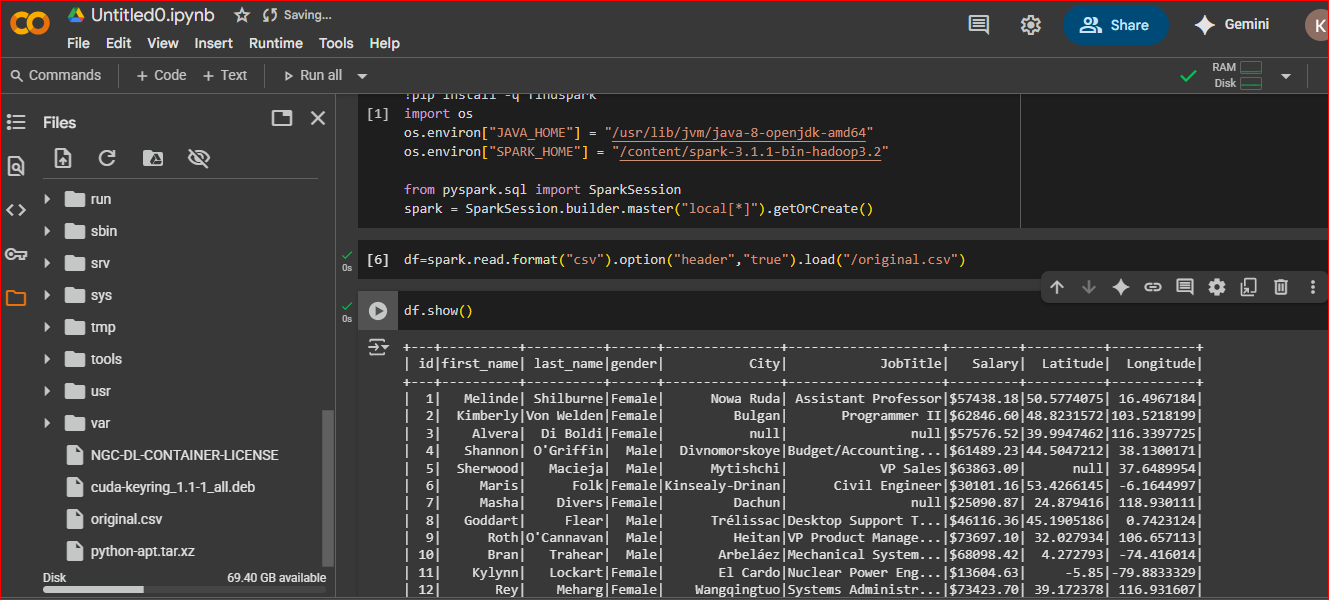 Untitled0.ipynb
Saving...
File Edit View Insert Runtime Tools Help
Share
Gemini
K
Commands
+ Code + Text
Run all
RAM
Disk
Files
run
sbin
srv
sys
tmp
tools
usr
var
NGC-DL-CONTAINER-LICENSE
cuda-keyring_1.1-1_all.deb
original.csv
python-apt.tar.xz
Disk 69.40 GB available
!pip install -q findspark
[1] import os
os.environ["JAVA_HOME"] = "/usr/lib/jvm/java-8-openjdk-amd64"
os.environ["SPARK_HOME"] = "/content/spark-3.1.1-bin-hadoop3.2"
from pyspark.sql import SparkSession
spark = SparkSession.builder.master("local[*]").getOrCreate()
0s
[6] df=spark.read.format("csv").option("header","true").load("/original.csv")
0s
df.show()
+---+----------+----------+------+---------------+--------------------+---------+----------+-----------+
| id|first_name| last_name|gender|           City|            JobTitle|   Salary|  Latitude|  Longitude|
+---+----------+----------+------+---------------+--------------------+---------+----------+-----------+
|  1|   Melinde| Shilburne|Female|      Nowa Ruda| Assistant Professor|$57438.18|50.5774075| 16.4967184|
|  2|  Kimberly|Von Welden|Female|         Bulgan|       Programmer II|$62846.60|48.8231572|103.5218199|
|  3|    Alvera|  Di Boldi|Female|           null|                null|$57576.52|39.9947462|116.3397725|
|  4|   Shannon| O'Griffin|  Male|  Divnomorskoye|Budget/Accounting...|$61489.23|44.5047212| 38.1300171|
|  5|  Sherwood|   Macieja|  Male|      Mytishchi|            VP Sales|$63863.09|      null| 37.6489954|
|  6|     Maris|      Folk|Female|Kinsealy-Drinan|      Civil Engineer|$30101.16|53.4266145| -6.1644997|
|  7|     Masha|    Divers|Female|         Dachun|                null|$25090.87| 24.879416| 118.930111|
|  8|   Goddart|     Flear|  Male|      Trélissac|Desktop Support T...|$46116.36|45.1905186|  0.7423124|
|  9|      Roth|O'Cannavan|  Male|         Heitan|VP Product Manage...|$73697.10| 32.027934| 106.657113|
| 10|      Bran|   Trahear|  Male|       Arbeláez|Mechanical System...|$68098.42|  4.272793| -74.416014|
| 11|    Kylynn|   Lockart|Female|       El Cardo|Nuclear Power Eng...|$13604.63|     -5.85|-79.8833329|
| 12|       Rey|    Meharg|Female|    Wangqingtuo|Systems Administr...|$73423.70| 39.172378| 116.931607|